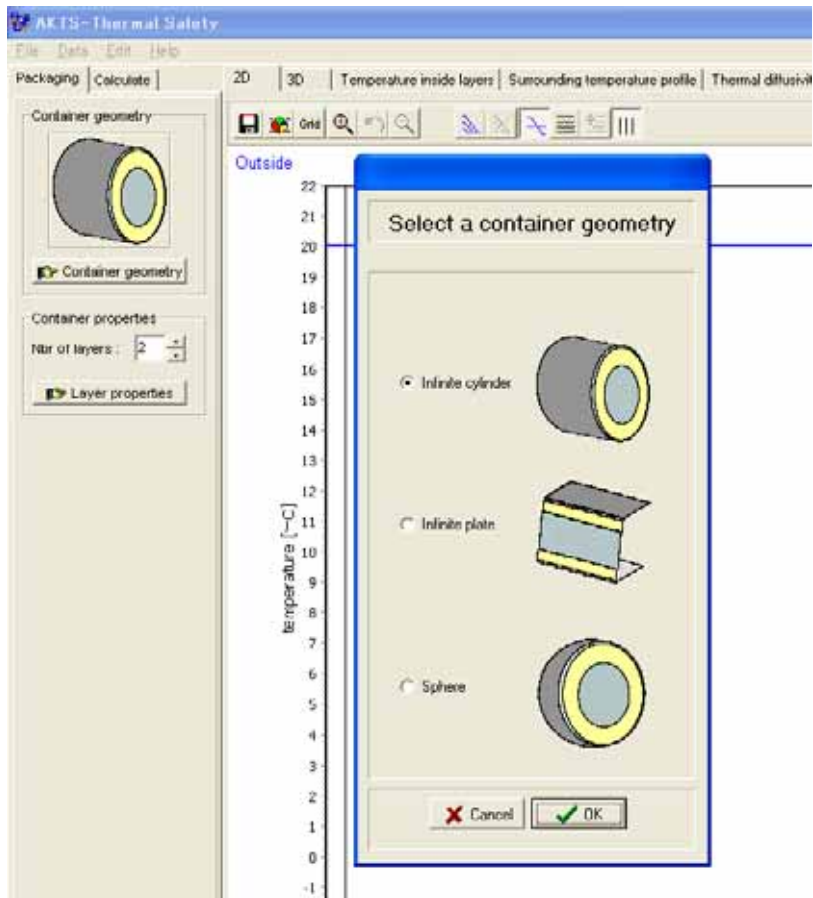 AKTS-Thermal Safety
File Data Edit Help
Packaging Calculate
2D 3D Temperature inside layers Surrounding temperature profile Thermal diffusivit
Container geometry
Grid
Container geometry
Container properties
Nbr of layers : 2
Layer properties
Outside
22
21
20
19
18
17
16
15
14
13
12
11
10
9
8
7
6
5
4
3
2
1
0
-1
temperature [¬C]
Select a container geometry
Infinite cylinder
Infinite plate
Sphere
Cancel OK